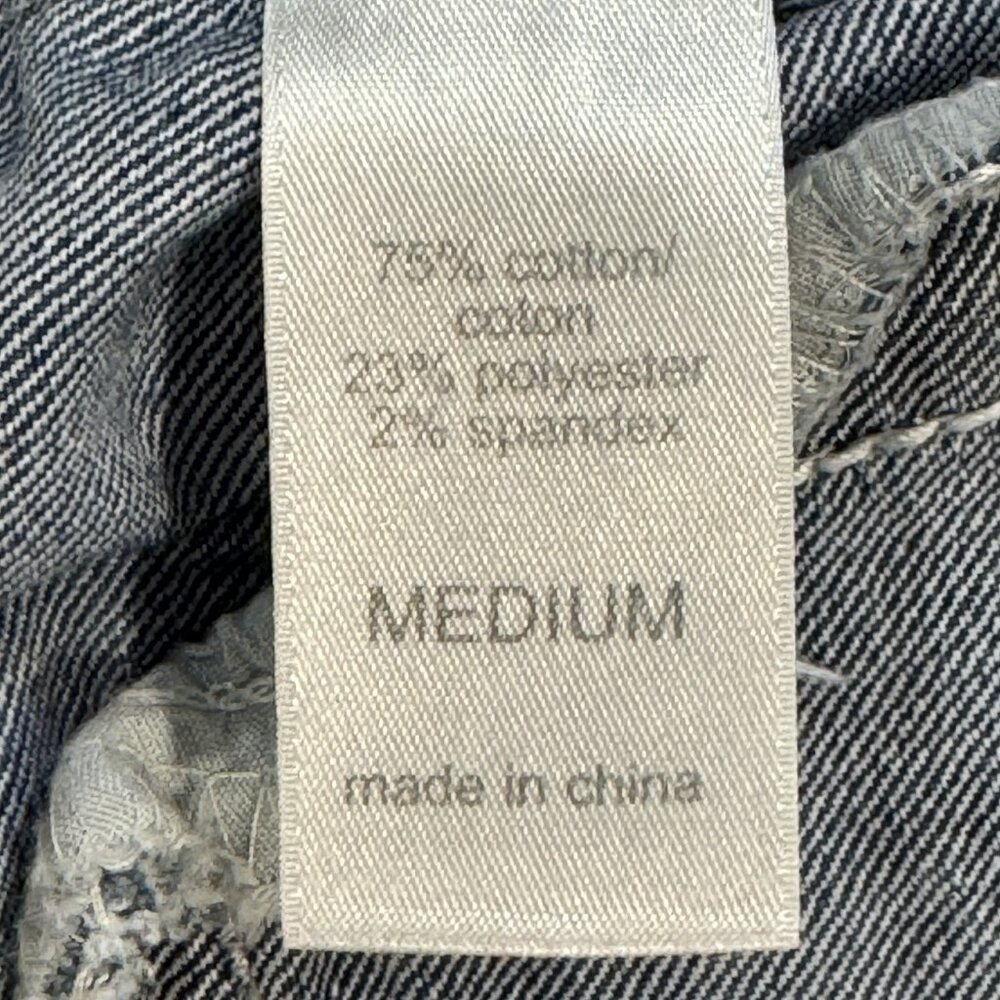 75% cotton/
coton
23% polyester
2% spandex
MEDIUM
made in china